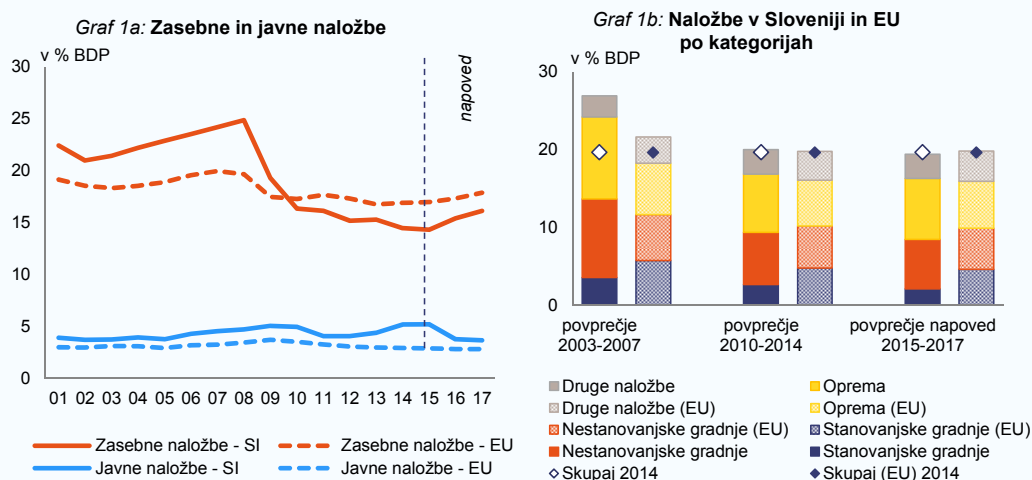 Graf 1a: Zasebne in javne naložbe
v % BDP
napoved
30
25
20
15
10
5
0
01 02 03 04 05 06 07 08 09 10 11 12 13 14 15 16 17
Zasebne naložbe - SI
Zasebne naložbe - EU
Javne naložbe - SI
Javne naložbe - EU
Graf 1b: Naložbe v Sloveniji in EU
po kategorijah
v % BDP
30
20
10
0
povprečje
2003-2007
povprečje
2010-2014
povprečje napoved
2015-2017
Druge naložbe
Oprema
Druge naložbe (EU)
Oprema (EU)
Nestanovanjske gradnje (EU)
Stanovanjske gradnje (EU)
Nestanovanjske gradnje
Stanovanjske gradnje
Skupaj 2014
Skupaj (EU) 2014